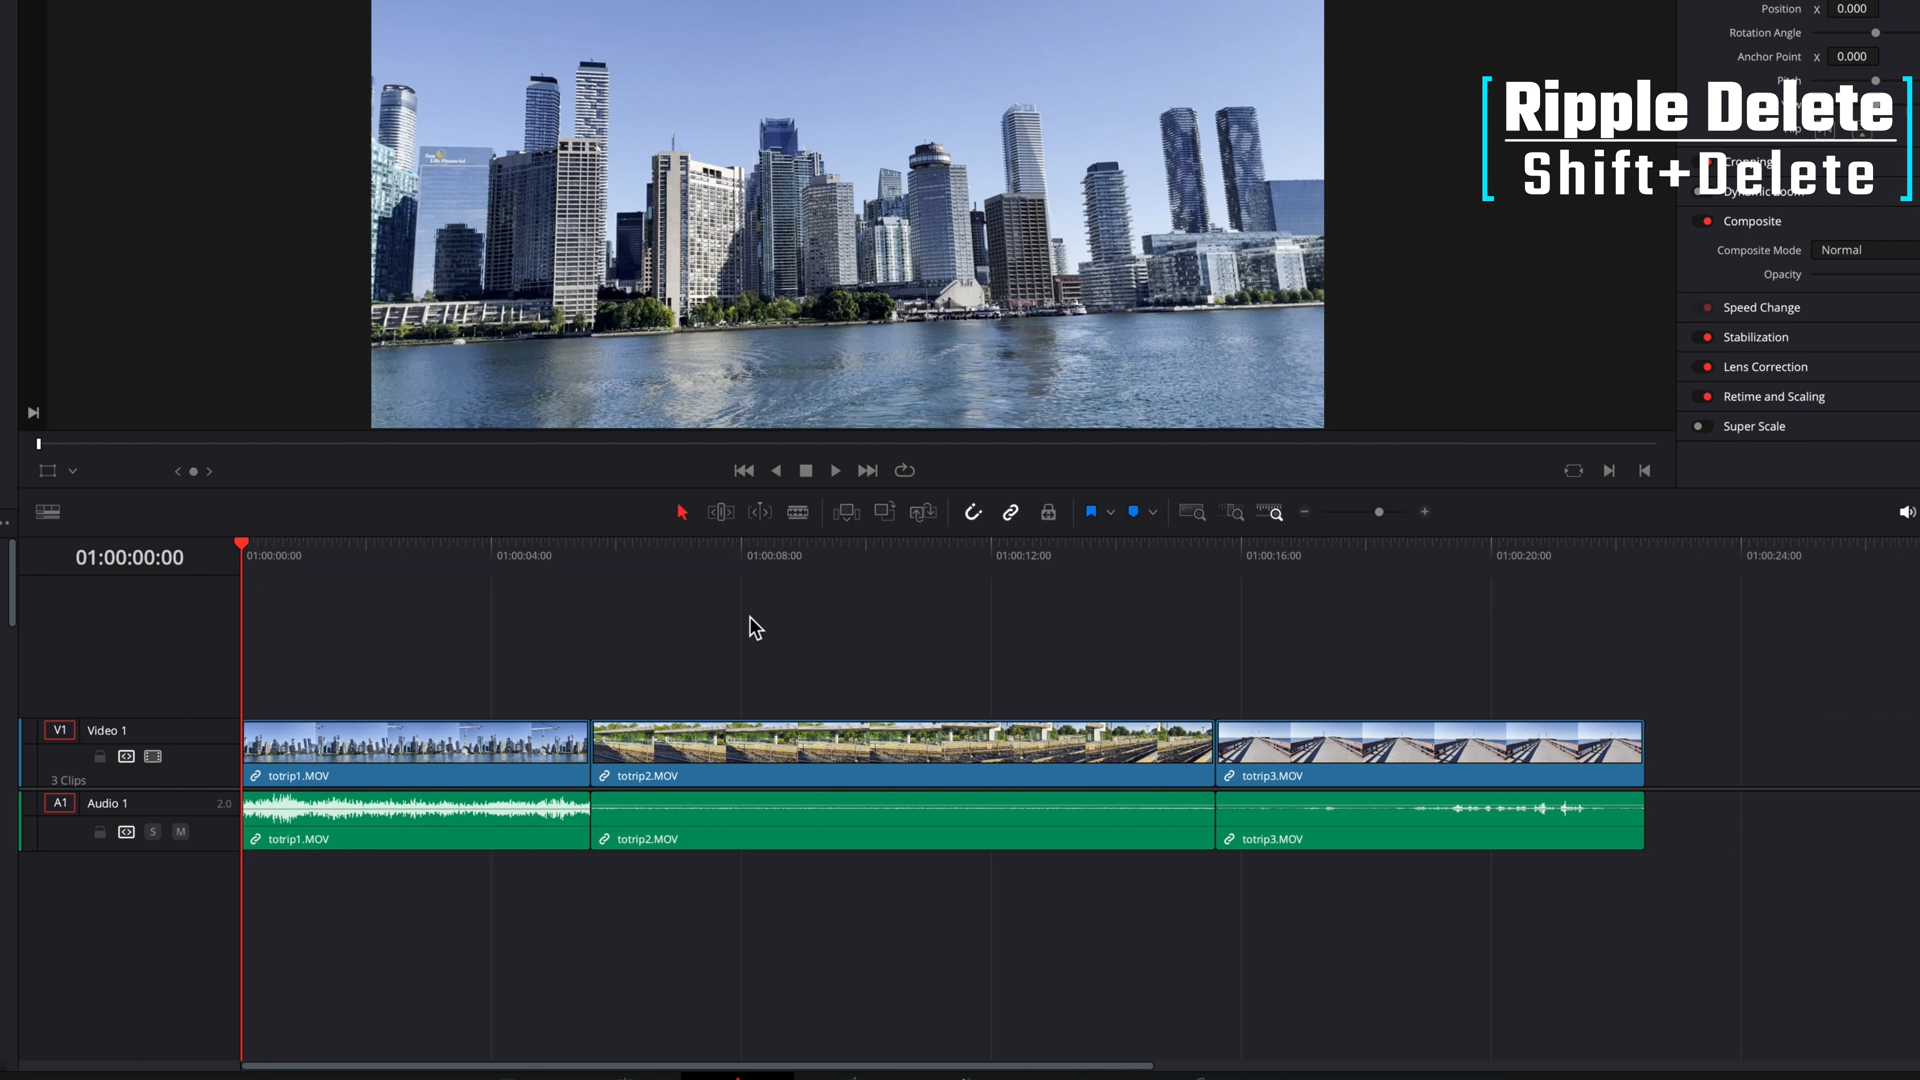 Position X 0.000
Rotation Angle
Anchor Point X 0.000
Ripple Delete
Shift+Delete
Cropping
Sun Life Financial
Composite
Composite Mode Normal
Opacity
Speed Change
Stabilization
Lens Correction
Retime and Scaling
Super Scale
01:00:00:00
01:00:00:00 01:00:04:00 01:00:08:00 01:00:12:00 01:00:16:00 01:00:20:00 01:00:24:00
V1 Video 1
3 Clips
totrip1.MOV totrip2.MOV totrip3.MOV
A1 Audio 1 2.0
S M
totrip1.MOV totrip2.MOV totrip3.MOV